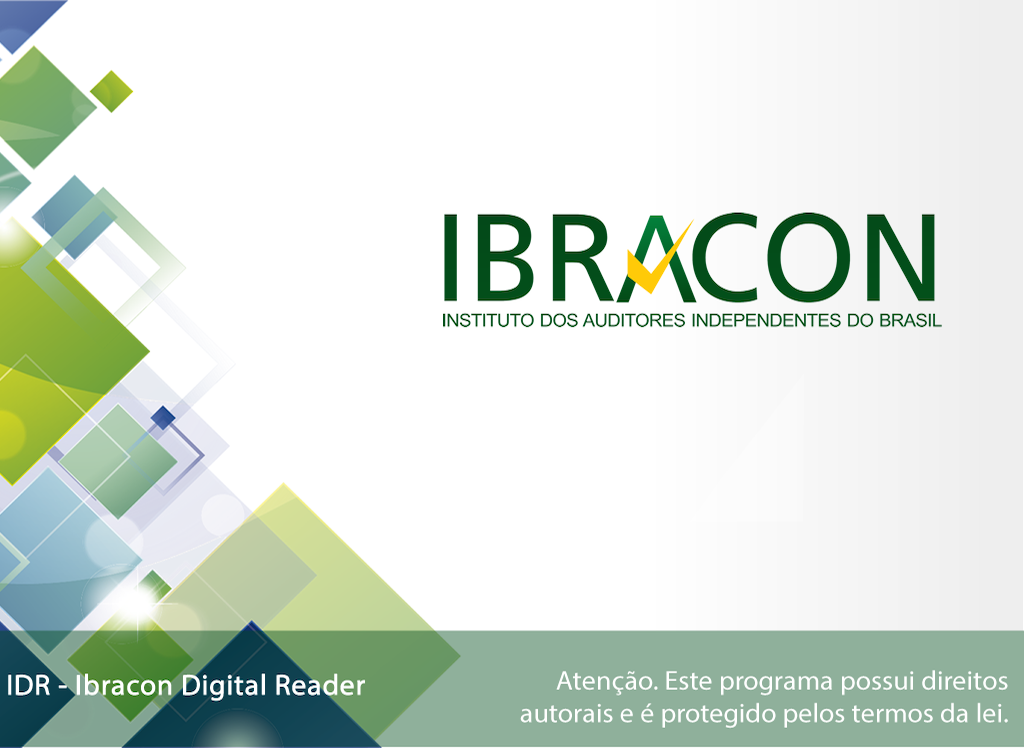 IBRACON
INSTITUTO DOS AUDITORES INDEPENDENTES DO BRASIL
IDR - Ibracon Digital Reader
Atenção. Este programa possui direitos
autorais e é protegido pelos termos da lei.